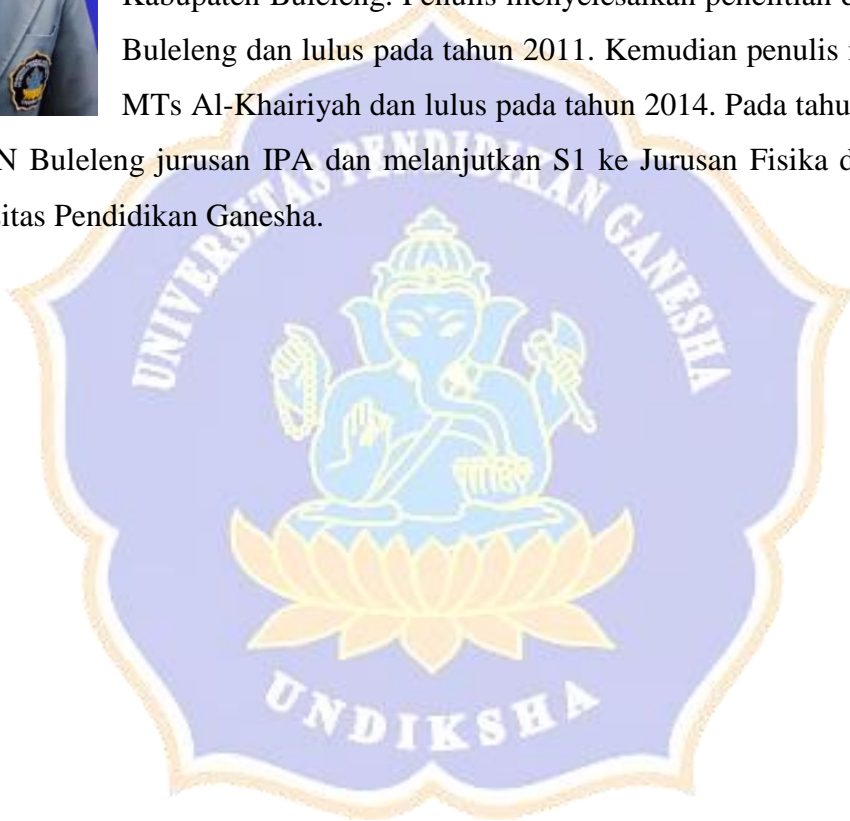 Kabupaten Buleleng. Penulis menyelesaikan penelitian d
Buleleng dan lulus pada tahun 2011. Kemudian penulis
MTs Al-Khairiyah dan lulus pada tahun 2014. Pada tahu
N Buleleng jurusan IPA dan melanjutkan S1 ke Jurusan Fisika d
itas Pendidikan Ganesha.
UNIVERSITAS PENDIDIKAN GANESHA
UNDIKSHA